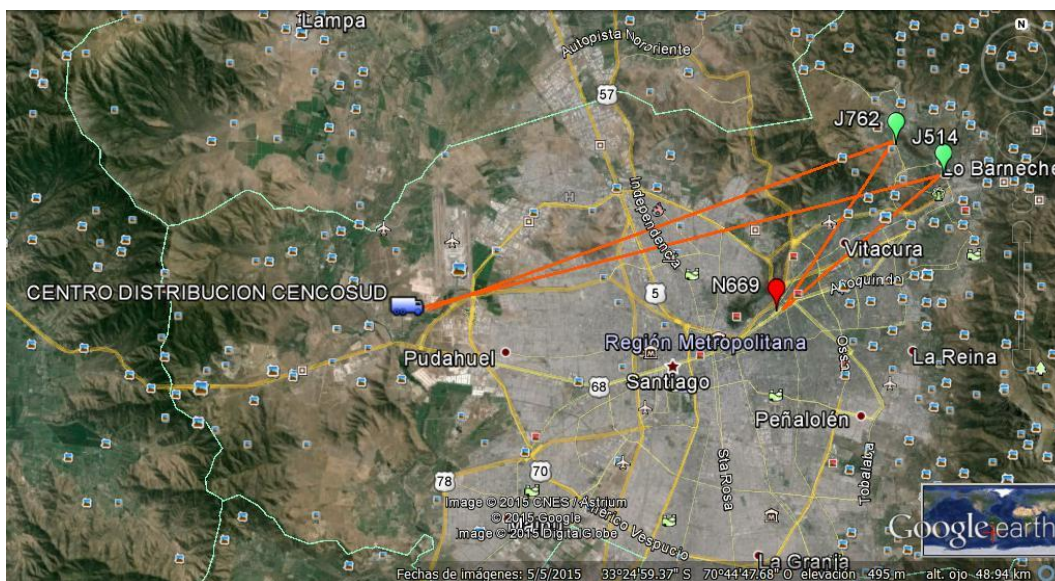 Lampa
Autopista Nororiente
57
J762
J514
Lo Barneche
Independencia
H
Vitacura
N669
CENTRO DISTRIBUCION CENCOSUD
5
Apoquindo
Región Metropolitana
Pudahuel
Ossa
La Reina
68
Santiago
Peñalolén
Sta Rosa
Tobalaba
70
78
Image © 2015 CNES / Astrium
© 2015 Google
Image © 2015 DigitalGlobe
Maipú
Vespucio
La Granja
Google earth
Fechas de imágenes: 5/5/2015 33°24'59.37" S 70°44'47.68" O elevación 495 m alt. ojo 48.94 km
N